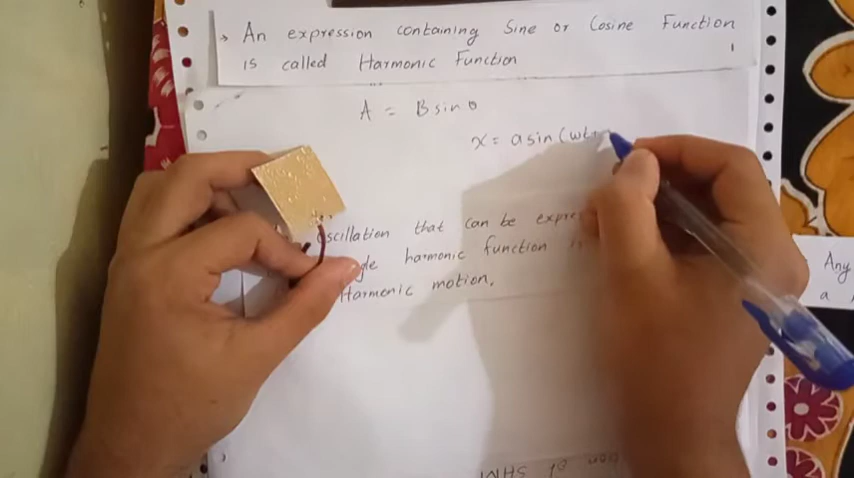 → An expression containing Sine or Cosine Function
is called Harmonic Function
A = B sin θ
x = a sin (ωt
oscillation that can be
harmonic function
Harmonic motion.
Any
a
SHM